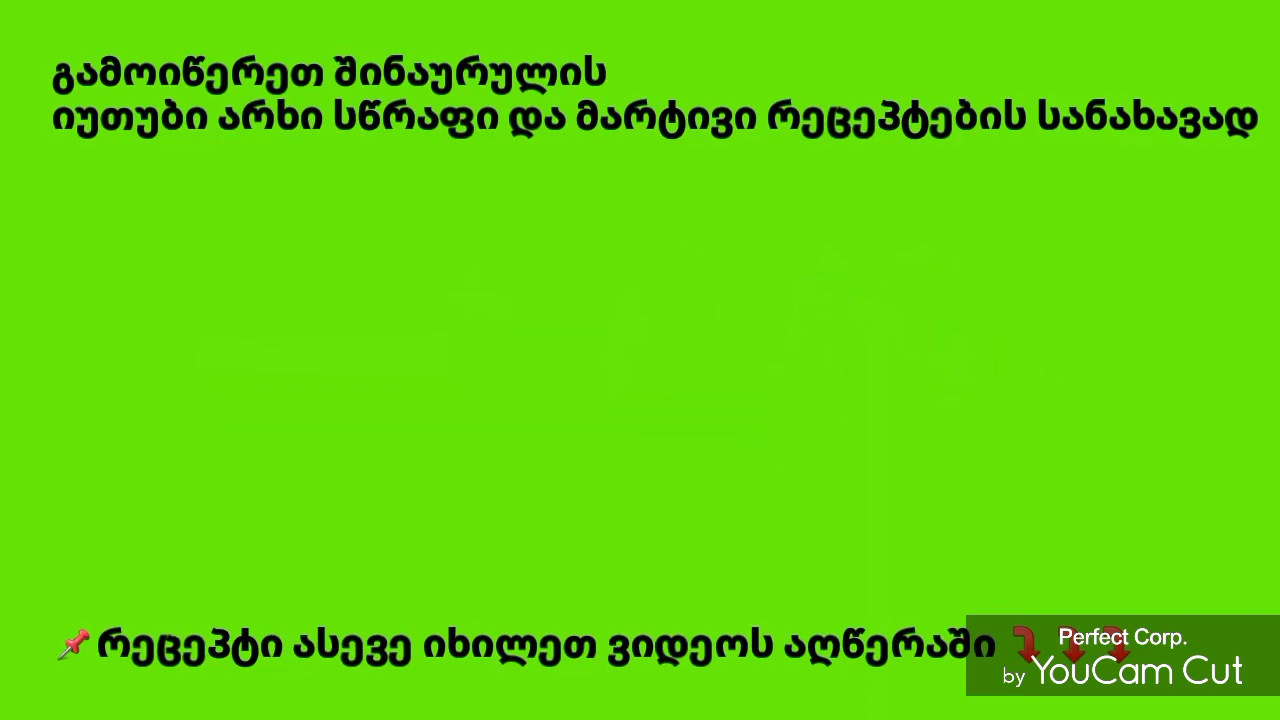 გამოიწერეთ შინაურულის
იუთუბი არხი სწრაფი და მარტივი რეცეპტების სანახავად
📌რეცეპტი ასევე იხილეთ ვიდეოს აღწერაში ⤵️⤵️⤵️
Perfect Corp.
by YouCam Cut